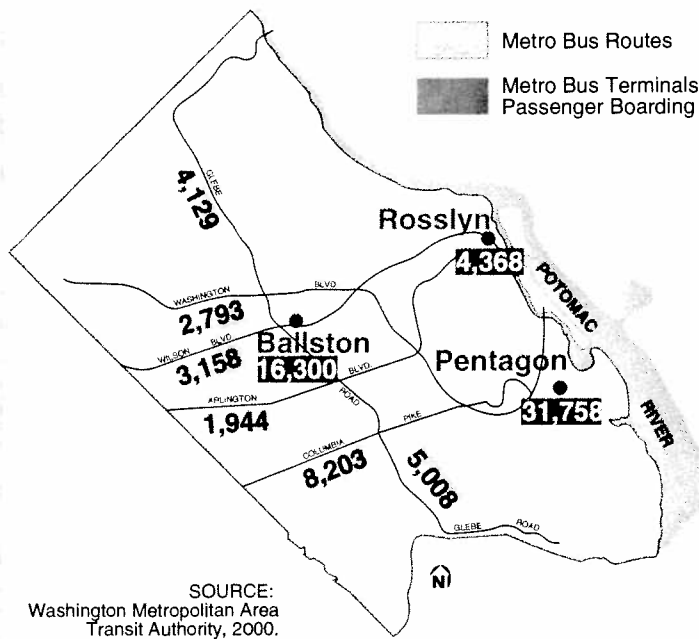 Metro Bus Routes
Metro Bus Terminals
Passenger Boarding
GLEBE
4,129
Rosslyn
4,368
POTOMAC
WASHINGTON BLVD
2,793
WILSON BLVD
3,158
Ballston
16,300
Pentagon
31,758
ARLINGTON BLVD.
1,944
ROAD
COLUMBIA PIKE
8,203
5,008
RIVER
GLEBE ROAD
N
SOURCE:
Washington Metropolitan Area
Transit Authority, 2000.